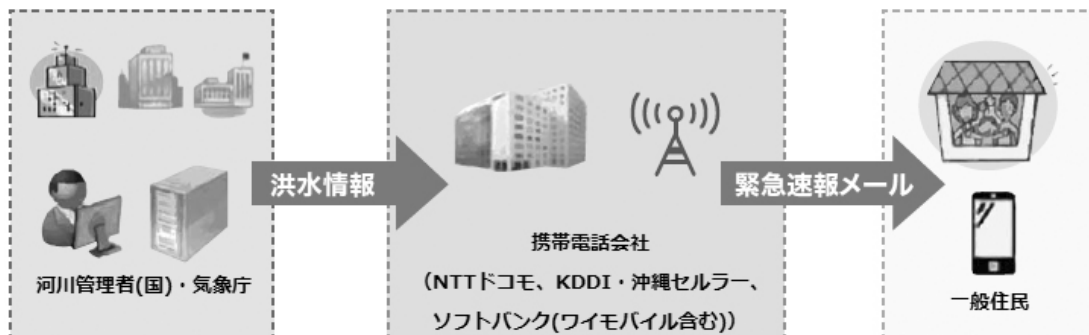 洪水情報
緊急速報メール
河川管理者(国)・気象庁
携帯電話会社
(NTTドコモ、KDDI・沖縄セルラー、
ソフトバンク(ワイモバイル含む))
一般住民